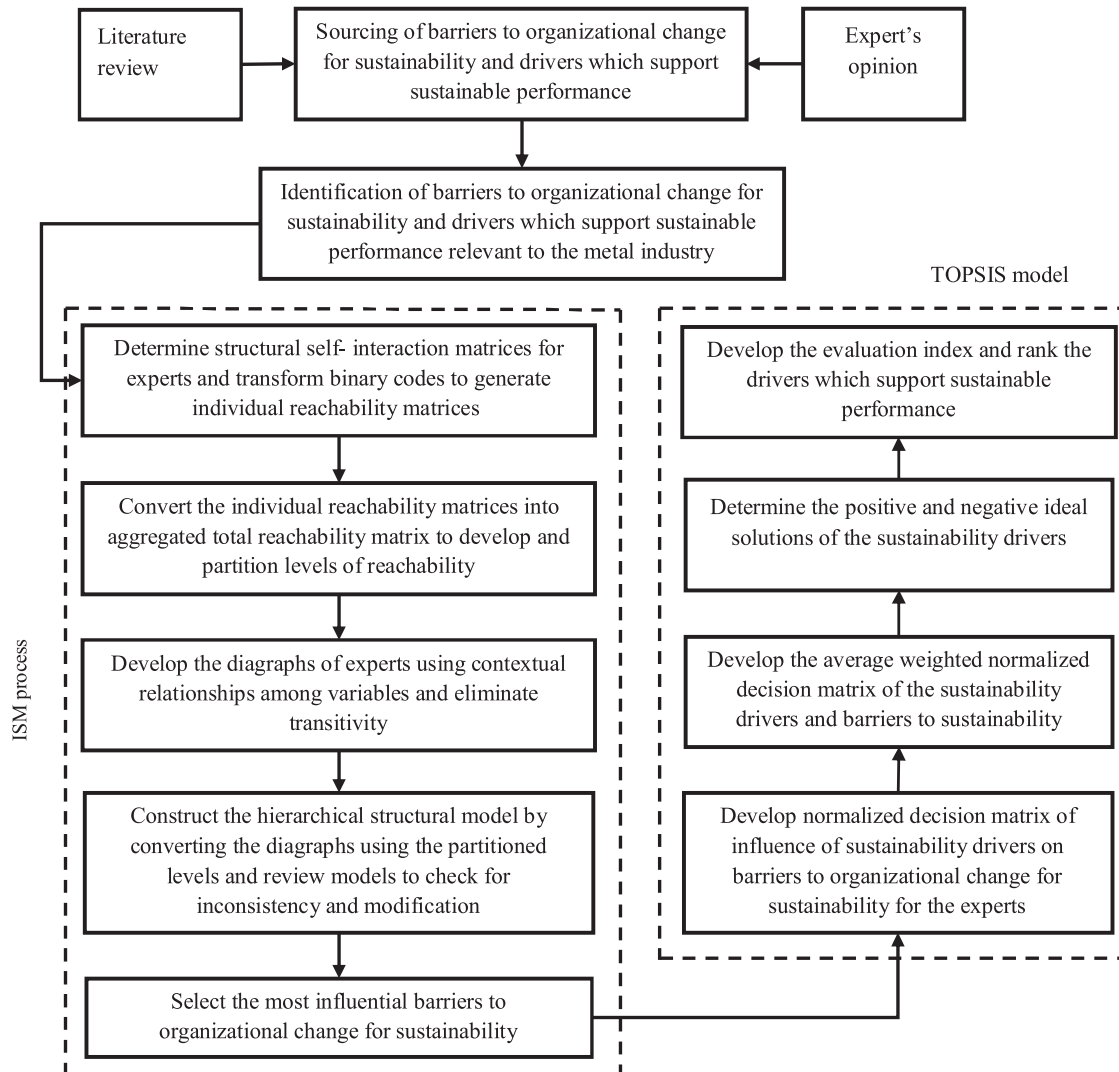 Literature
review
Sourcing of barriers to organizational change
for sustainability and drivers which support
sustainable performance
Expert's
opinion
Identification of barriers to organizational change for
sustainability and drivers which support sustainable
performance relevant to the metal industry
TOPSIS model
Determine structural self- interaction matrices for
experts and transform binary codes to generate
individual reachability matrices
Convert the individual reachability matrices into
aggregated total reachability matrix to develop and
partition levels of reachability
Develop the diagraphs of experts using contextual
relationships among variables and eliminate
transitivity
Construct the hierarchical structural model by
converting the diagraphs using the partitioned
levels and review models to check for
inconsistency and modification
Select the most influential barriers to
organizational change for sustainability
ISM process
Develop the evaluation index and rank the
drivers which support sustainable
performance
Determine the positive and negative ideal
solutions of the sustainability drivers
Develop the average weighted normalized
decision matrix of the sustainability
drivers and barriers to sustainability
Develop normalized decision matrix of
influence of sustainability drivers on
barriers to organizational change for
sustainability for the experts